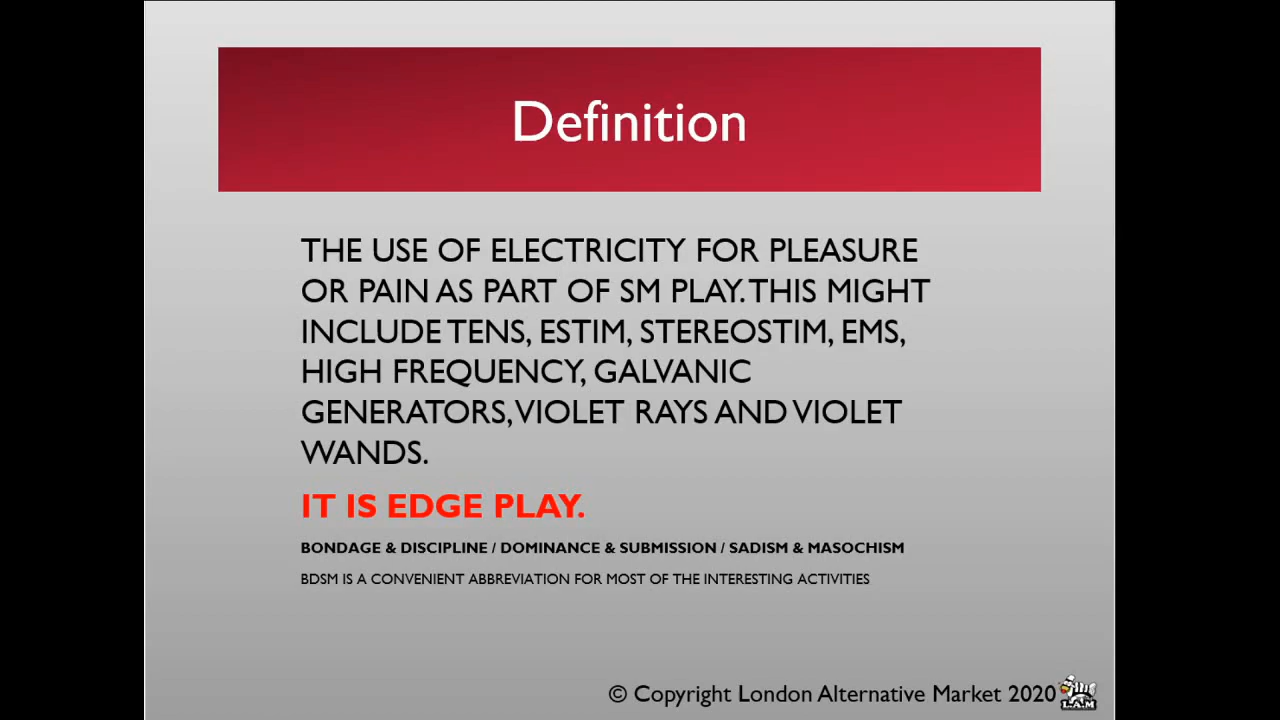 Definition
THE USE OF ELECTRICITY FOR PLEASURE
OR PAIN AS PART OF SM PLAY. THIS MIGHT
INCLUDE TENS, ESTIM, STEREOSTIM, EMS,
HIGH FREQUENCY, GALVANIC
GENERATORS, VIOLET RAYS AND VIOLET
WANDS.
IT IS EDGE PLAY.
BONDAGE & DISCIPLINE / DOMINANCE & SUBMISSION / SADISM & MASOCHISM
BDSM IS A CONVENIENT ABBREVIATION FOR MOST OF THE INTERESTING ACTIVITIES
© Copyright London Alternative Market 2020
L.A.M